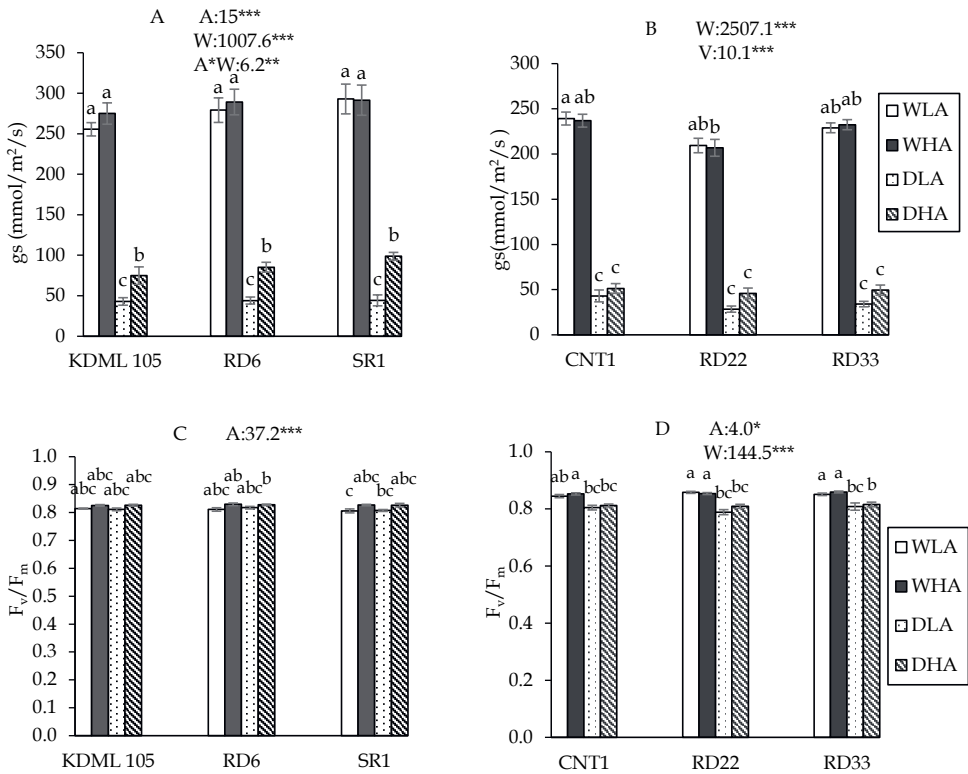 A A:15***
W:1007.6***
A*W:6.2**
gs (mmol/m²/s)
350
300
250
200
150
100
50
0
a a a a a a
c b c b c b
KDML 105 RD6 SR1
B W:2507.1***
V:10.1***
gs(mmol/m²/s)
300
250
200
150
100
50
0
a ab ab b ab ab
c c c c c c
CNT1 RD22 RD33
WLA
WHA
DLA
DHA
C A:37.2***
Fv/Fm
1.0
0.9
0.8
0.7
0.6
0.5
0.4
0.3
0.2
0.1
0.0
abc abc abc abc
abc ab abc b
c abc bc abc
KDML 105 RD6 SR1
D A:4.0*
W:144.5***
Fv/Fm
1.0
0.8
0.6
0.4
0.2
0.0
ab a bc bc a a bc bc a a bc b
CNT1 RD22 RD33
WLA
WHA
DLA
DHA